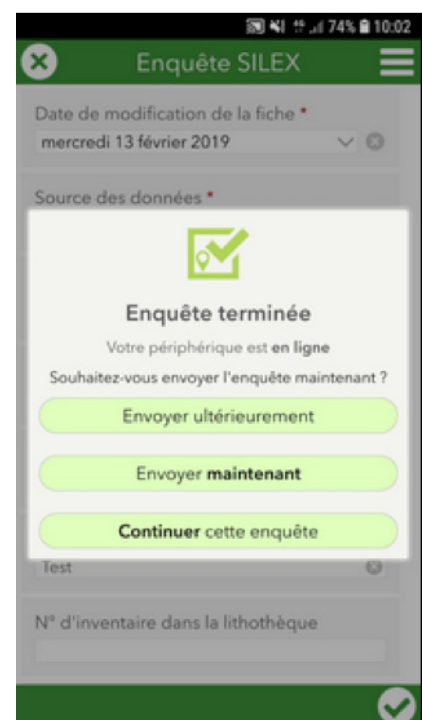 74% 10:02
Enquête SILEX
Date de modification de la fiche *
mercredi 13 février 2019
Source des données *
Enquête terminée
Votre périphérique est en ligne
Souhaitez-vous envoyer l'enquête maintenant ?
Envoyer ultérieurement
Envoyer maintenant
Continuer cette enquête
Test
N° d'inventaire dans la lithothèque